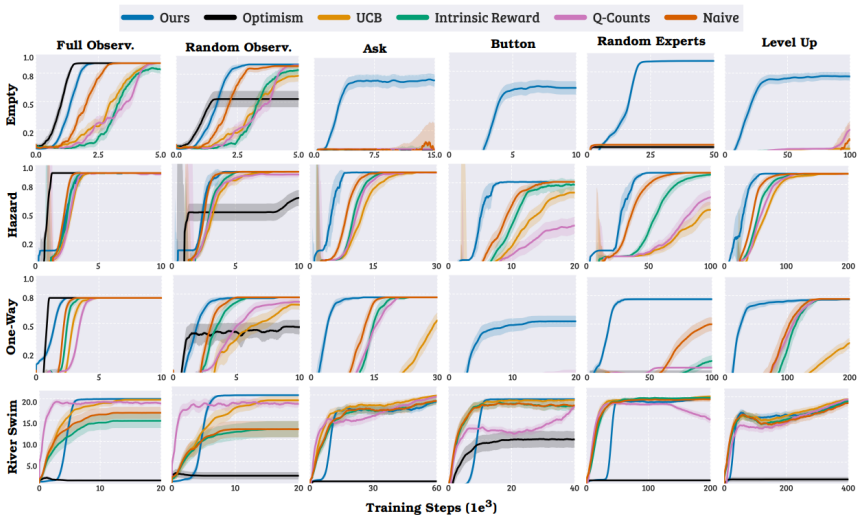 Ours Optimism UCB Intrinsic Reward Q-Counts Naive
Full Observ. Random Observ. Ask Button Random Experts Level Up
Empty
1.0
0.8
0.5
0.2
0.0 2.5 5.0 0.0 2.5 5.0 0.0 7.5 15.0 0 5 10 0 25 50 0 50 100
Hazard
1.0
0.8
0.5
0.2
0 5 10 0 5 10 0 15 30 0 10 20 0 50 100 0 100 200
One-Way
1.0
0.8
0.5
0.2
0 5 10 0 5 10 0 15 30 0 10 20 0 100 200 0 100 200
River Swim
20.0
15.0
10.0
5.0
0 10 20 0 10 20 0 30 60 0 20 40 0 100 200 0 200 400
Training Steps (1e³)